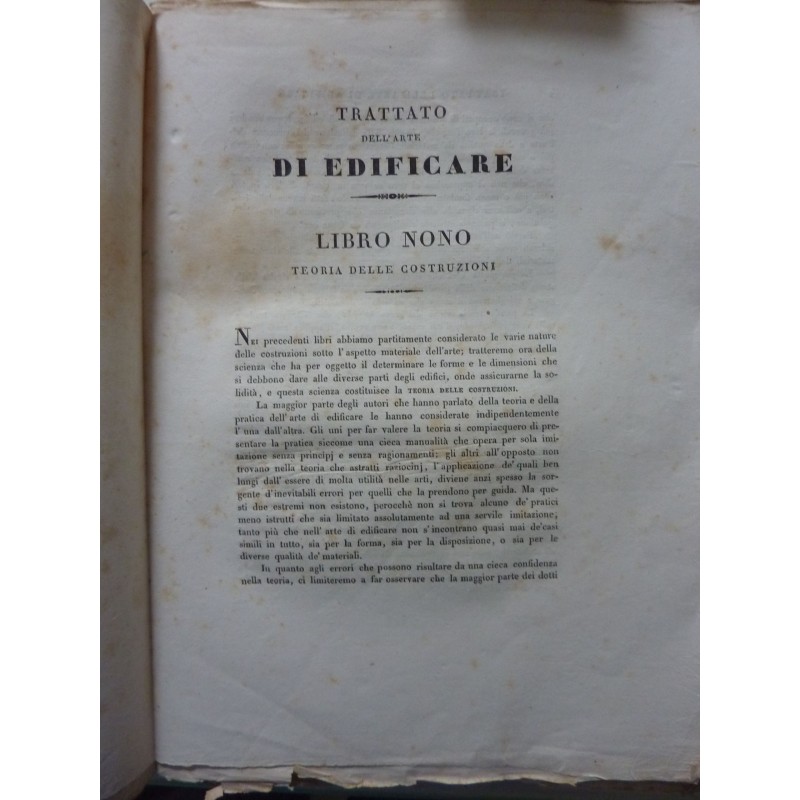 TRATTATO
DELL'ARTE
DI EDIFICARE
LIBRO NONO
TEORIA DELLE COSTRUZIONI
Nei precedenti libri abbiamo partitamente considerato le varie nature
delle costruzioni sotto l'aspetto materiale dell'arte; tratteremo ora della
scienza che ha per oggetto il determinare le forme e le dimensioni che
si debbono dare alle diverse parti degli edifici, onde assicurarne la so-
lidità, e questa scienza costituisce la TEORIA DELLE COSTRUZIONI.
La maggior parte degli autori che hanno parlato della teoria e della
pratica dell'arte di edificare le hanno considerate indipendentemente
l'una dall'altra. Gli uni per far valere la teoria si compiacquero di pre-
sentare la pratica siccome una cieca manualità che opera per sola imi-
tazione senza principj e senza ragionamenti: gli altri all'opposto non
trovano nella teoria che astratti raziocinj, l'applicazione de' quali ben
lungi dall'essere di molta utilità nelle arti, diviene anzi spesso la sor-
gente d'inevitabili errori per quelli che la prendono per guida. Ma que-
sti due estremi non esistono, perocchè non si trova alcuno de' pratici
meno istrutti che sia limitato assolutamente ad una servile imitazione,
tanto più che nell'arte di edificare non s'incontrano quasi mai de' casi
simili in tutto, sia per la forma, sia per la disposizione, o sia per le
diverse qualità de' materiali.
In quanto agli errori che possono risultare da una cieca confidenza
nella teoria, ci limiteremo a far osservare che la maggior parte dei dotti